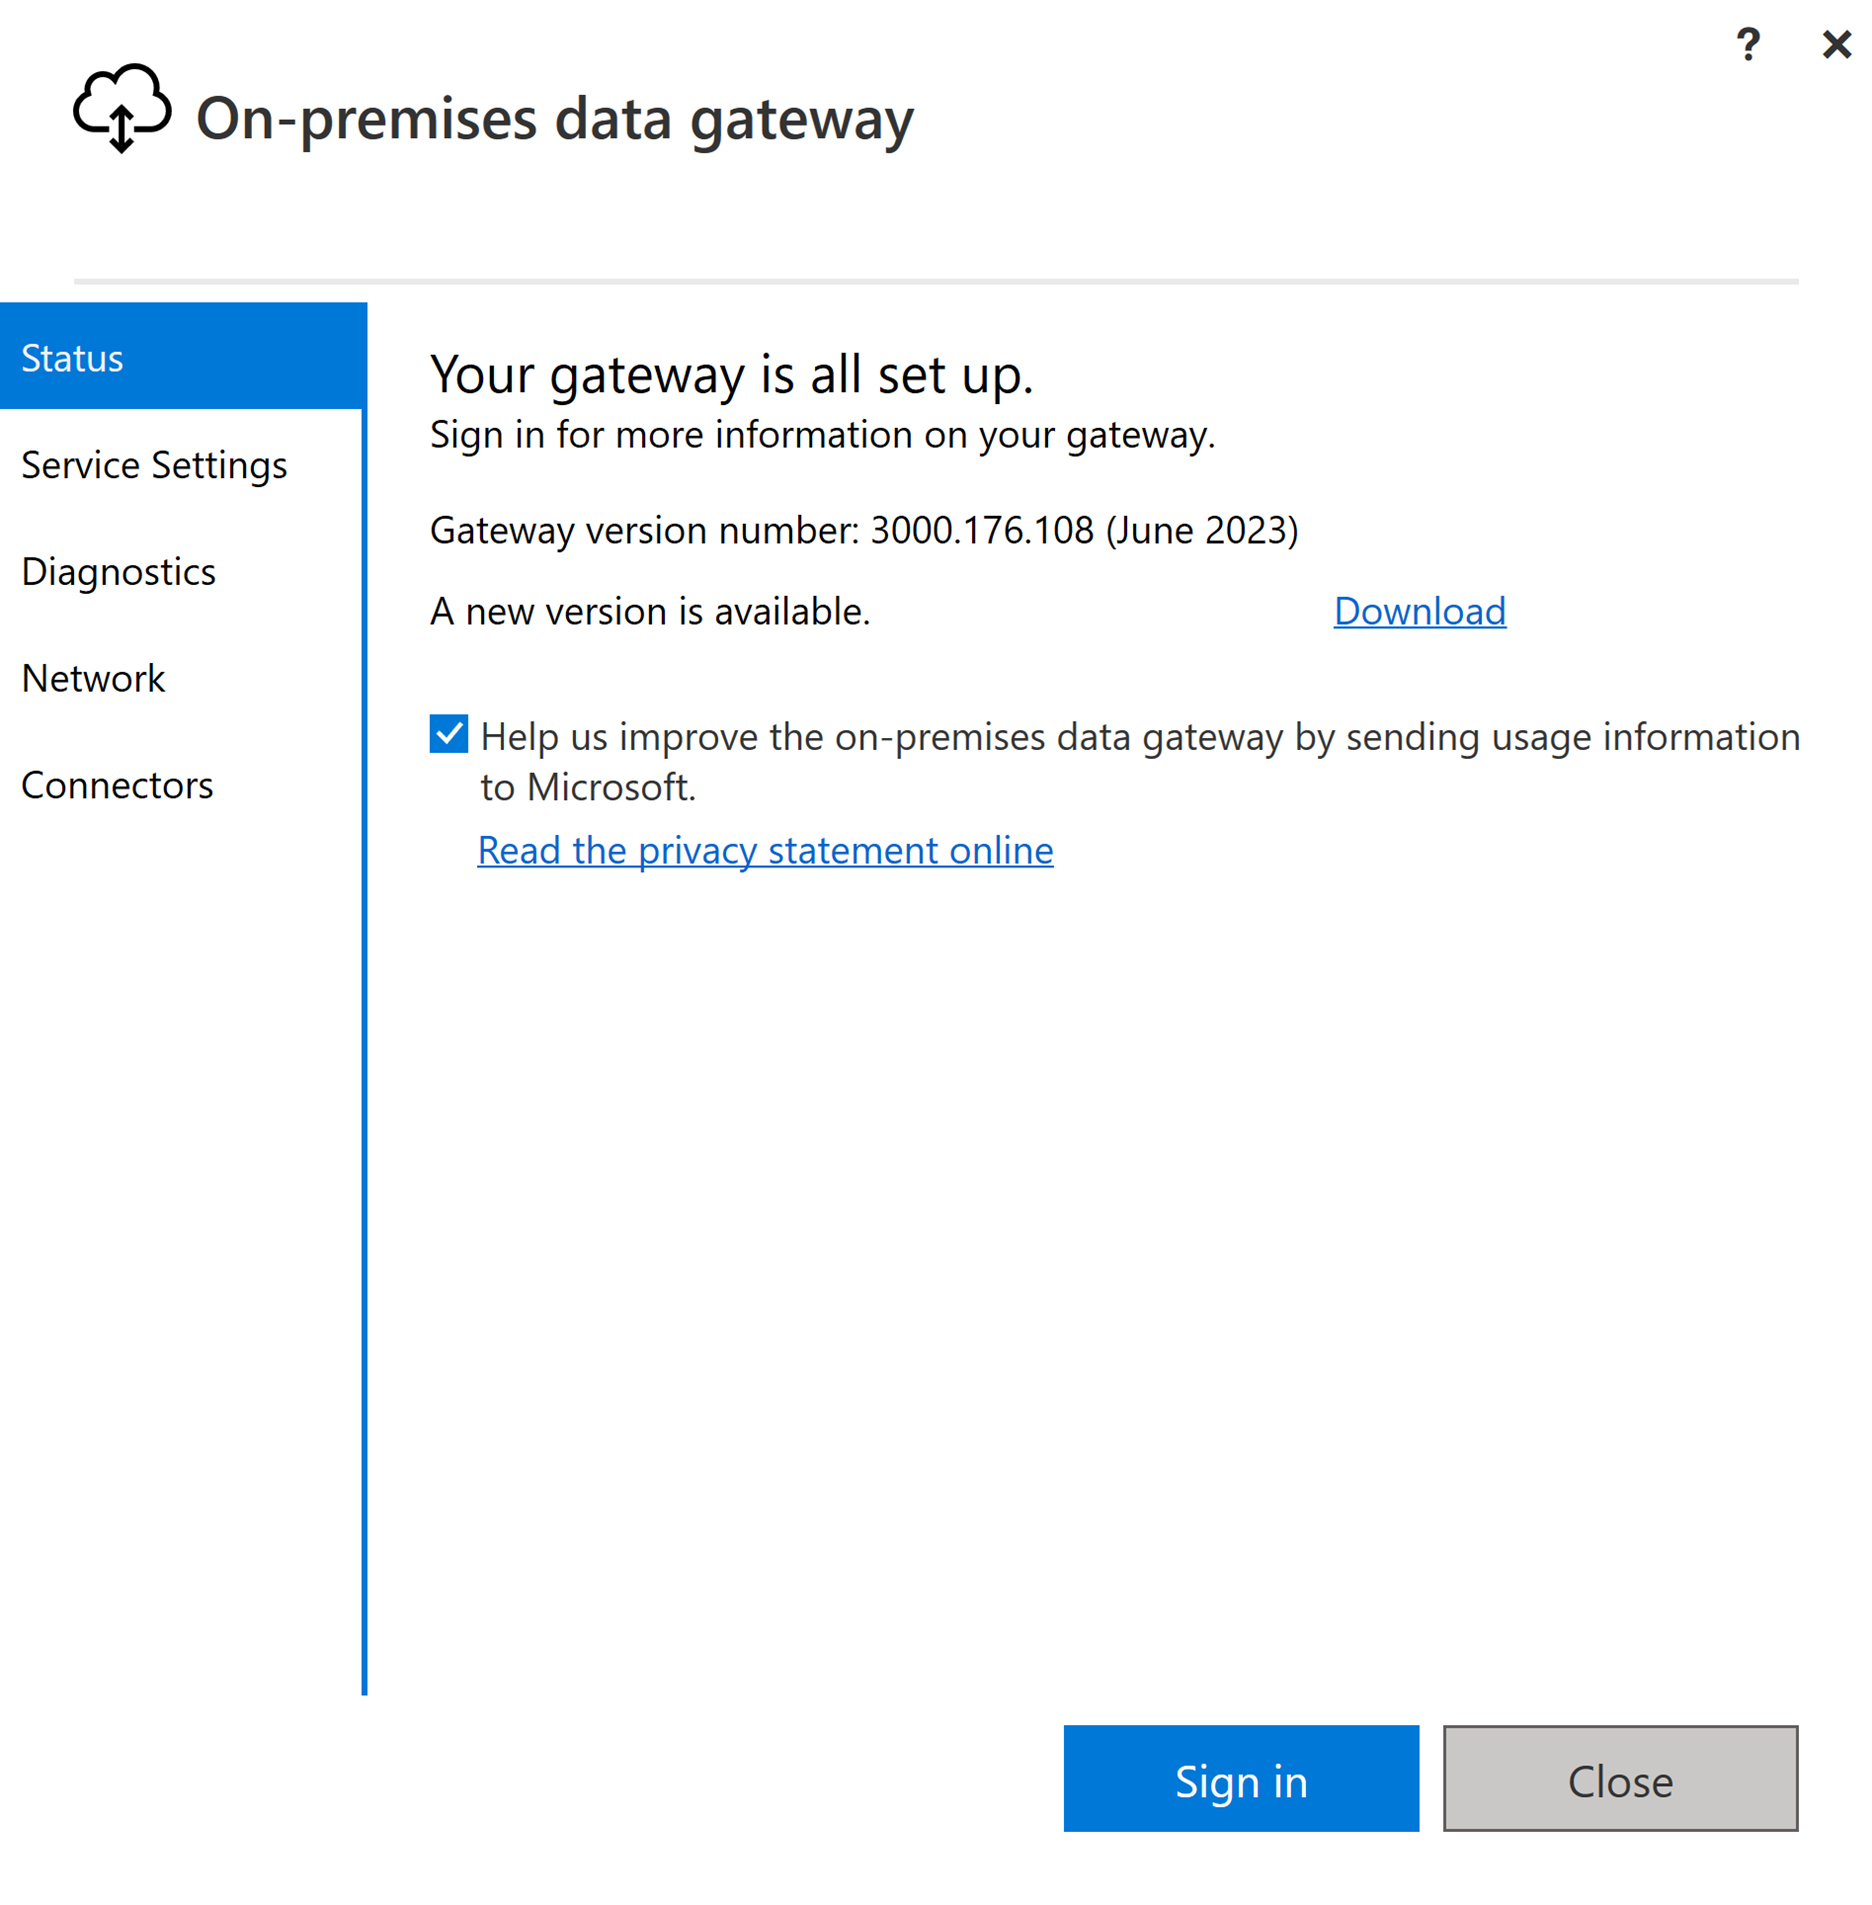 ?
On-premises data gateway
Status
Service Settings
Diagnostics
Network
Connectors
Your gateway is all set up.
Sign in for more information on your gateway.
Gateway version number: 3000.176.108 (June 2023)
A new version is available. Download
Help us improve the on-premises data gateway by sending usage information
to Microsoft.
Read the privacy statement online
Sign in
Close